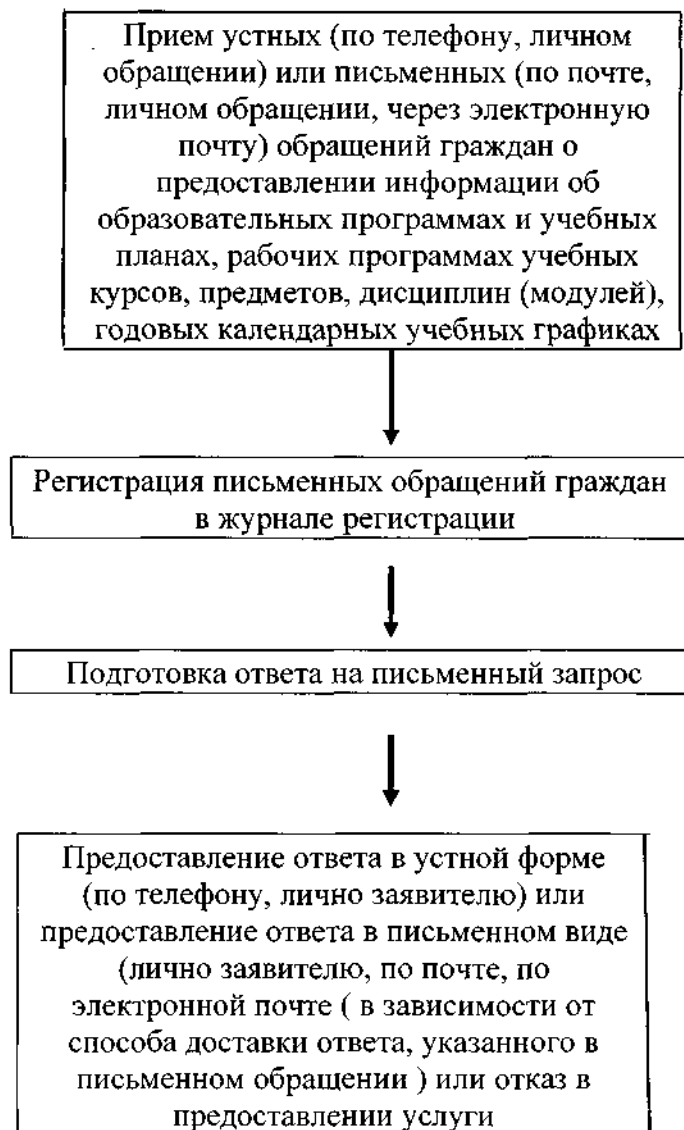 Прием устных (по телефону, личном
обращении) или письменных (по почте,
личном обращении, через электронную
почту) обращений граждан о
предоставлении информации об
образовательных программах и учебных
планах, рабочих программах учебных
курсов, предметов, дисциплин (модулей),
годовых календарных учебных графиках
Регистрация письменных обращений граждан
в журнале регистрации
Подготовка ответа на письменный запрос
Предоставление ответа в устной форме
(по телефону, лично заявителю) или
предоставление ответа в письменном виде
(лично заявителю, по почте, по
электронной почте ( в зависимости от
способа доставки ответа, указанного в
письменном обращении ) или отказ в
предоставлении услуги